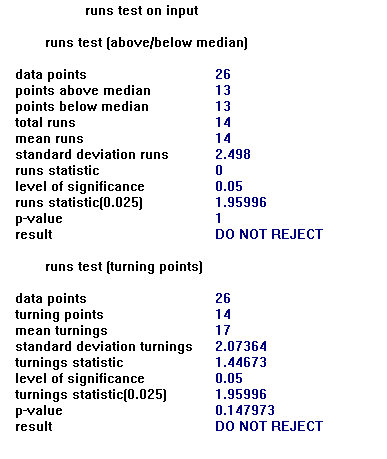 runs test on input
runs test (above/below median)
data points 26
points above median 13
points below median 13
total runs 14
mean runs 14
standard deviation runs 2.498
runs statistic 0
level of significance 0.05
runs statistic(0.025) 1.95996
p-value 1
result DO NOT REJECT
runs test (turning points)
data points 26
turning points 14
mean turnings 17
standard deviation turnings 2.07364
turnings statistic 1.44673
level of significance 0.05
turnings statistic(0.025) 1.95996
p-value 0.147973
result DO NOT REJECT